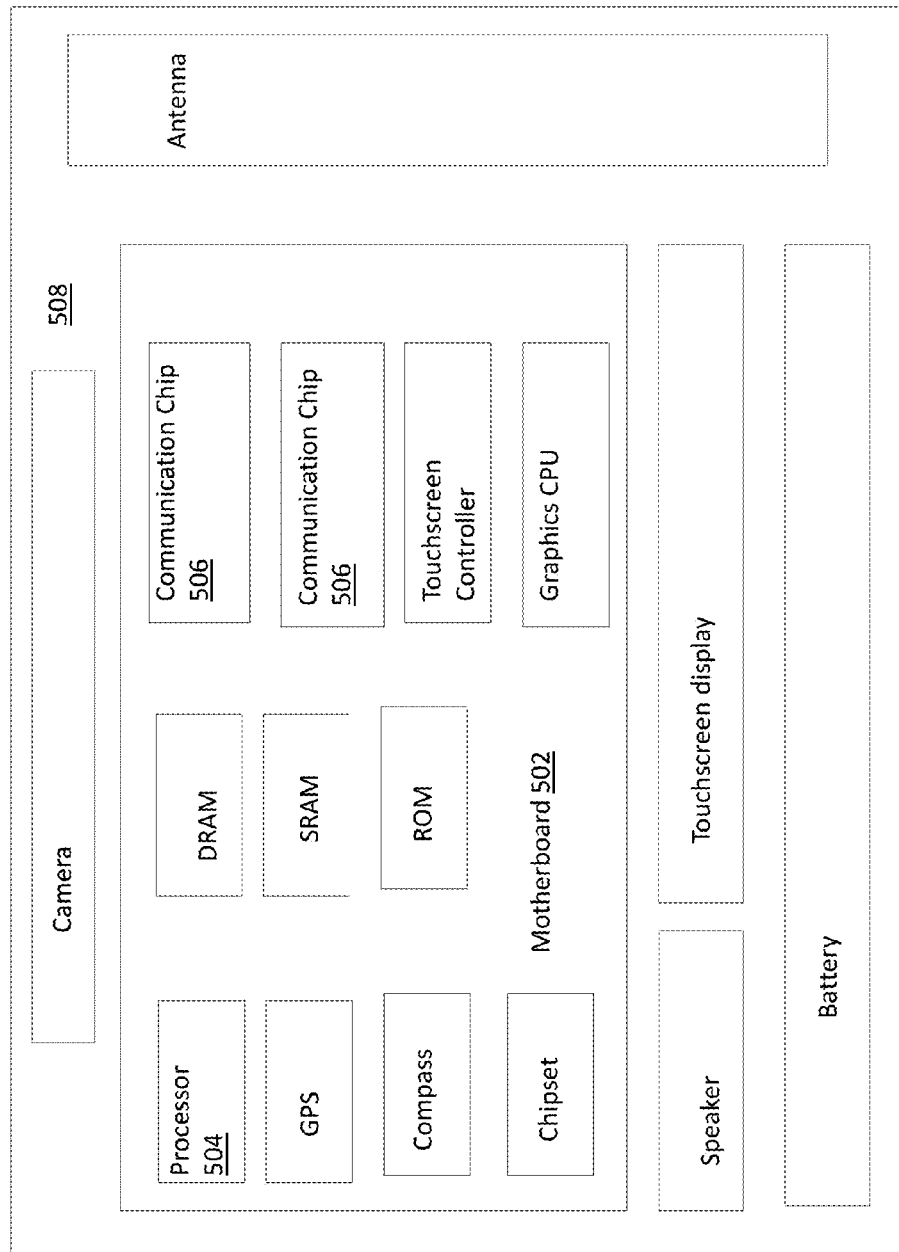 Camera
508
Antenna
Processor
504
DRAM
Communication Chip
506
GPS
SRAM
Communication Chip
506
Compass
ROM
Touchscreen
Controller
Chipset
Motherboard 502
Graphics CPU
Speaker
Touchscreen display
Battery